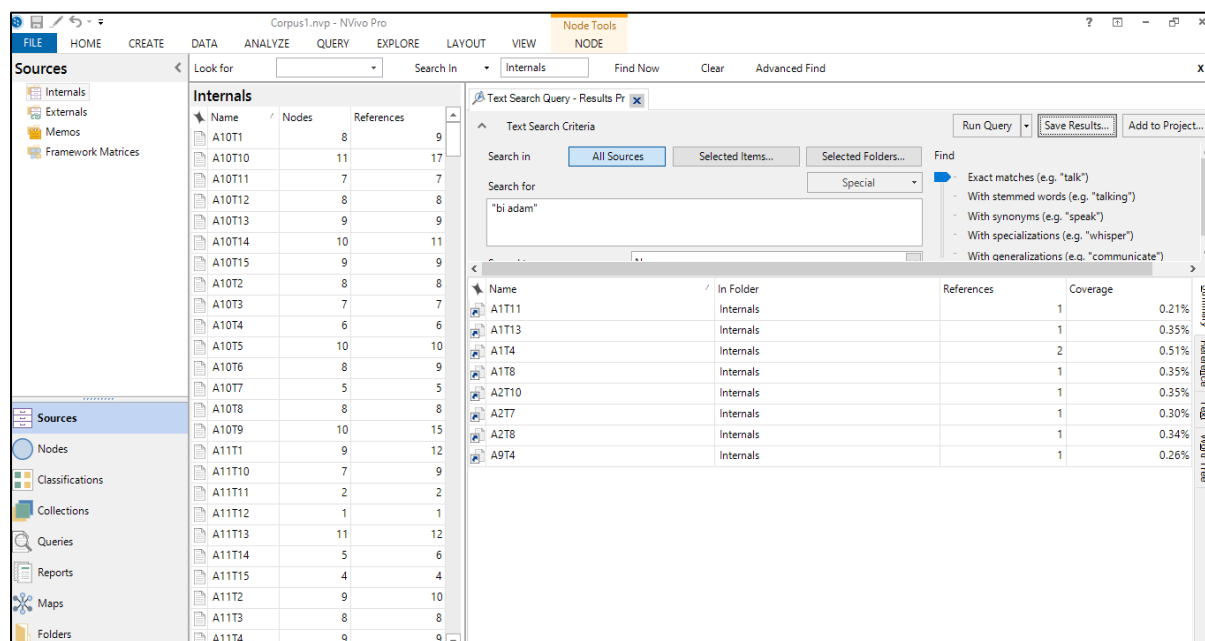 Corpus1.nvp - NVivo Pro
Node Tools
FILE HOME CREATE DATA ANALYZE QUERY EXPLORE LAYOUT VIEW NODE
Sources
Internals
Externals
Memos
Framework Matrices
Sources
Nodes
Classifications
Collections
Queries
Reports
Maps
Folders
Look for Search In Internals Find Now Clear Advanced Find x
Internals
Name Nodes References
A10T1 8 9
A10T10 11 17
A10T11 7 7
A10T12 8 8
A10T13 9 9
A10T14 10 11
A10T15 9 9
A10T2 8 8
A10T3 7 7
A10T4 6 6
A10T5 10 10
A10T6 8 9
A10T7 5 5
A10T8 8 8
A10T9 10 15
A11T1 9 12
A11T10 7 9
A11T11 2 2
A11T12 1 1
A11T13 11 12
A11T14 5 6
A11T15 4 4
A11T2 9 10
A11T3 8 8
A11T4 9 9
Text Search Query - Results Pr
Text Search Criteria
Run Query Save Results... Add to Project...
Search in All Sources Selected Items... Selected Folders...
Search for Special
"bi adam"
Find
Exact matches (e.g. "talk")
With stemmed words (e.g. "talking")
With synonyms (e.g. "speak")
With specializations (e.g. "whisper")
With generalizations (e.g. "communicate")
Name In Folder References Coverage
A1T11 Internals 1 0.21%
A1T13 Internals 1 0.35%
A1T4 Internals 2 0.51%
A1T8 Internals 1 0.35%
A2T10 Internals 1 0.35%
A2T7 Internals 1 0.30%
A2T8 Internals 1 0.34%
A9T4 Internals 1 0.26%